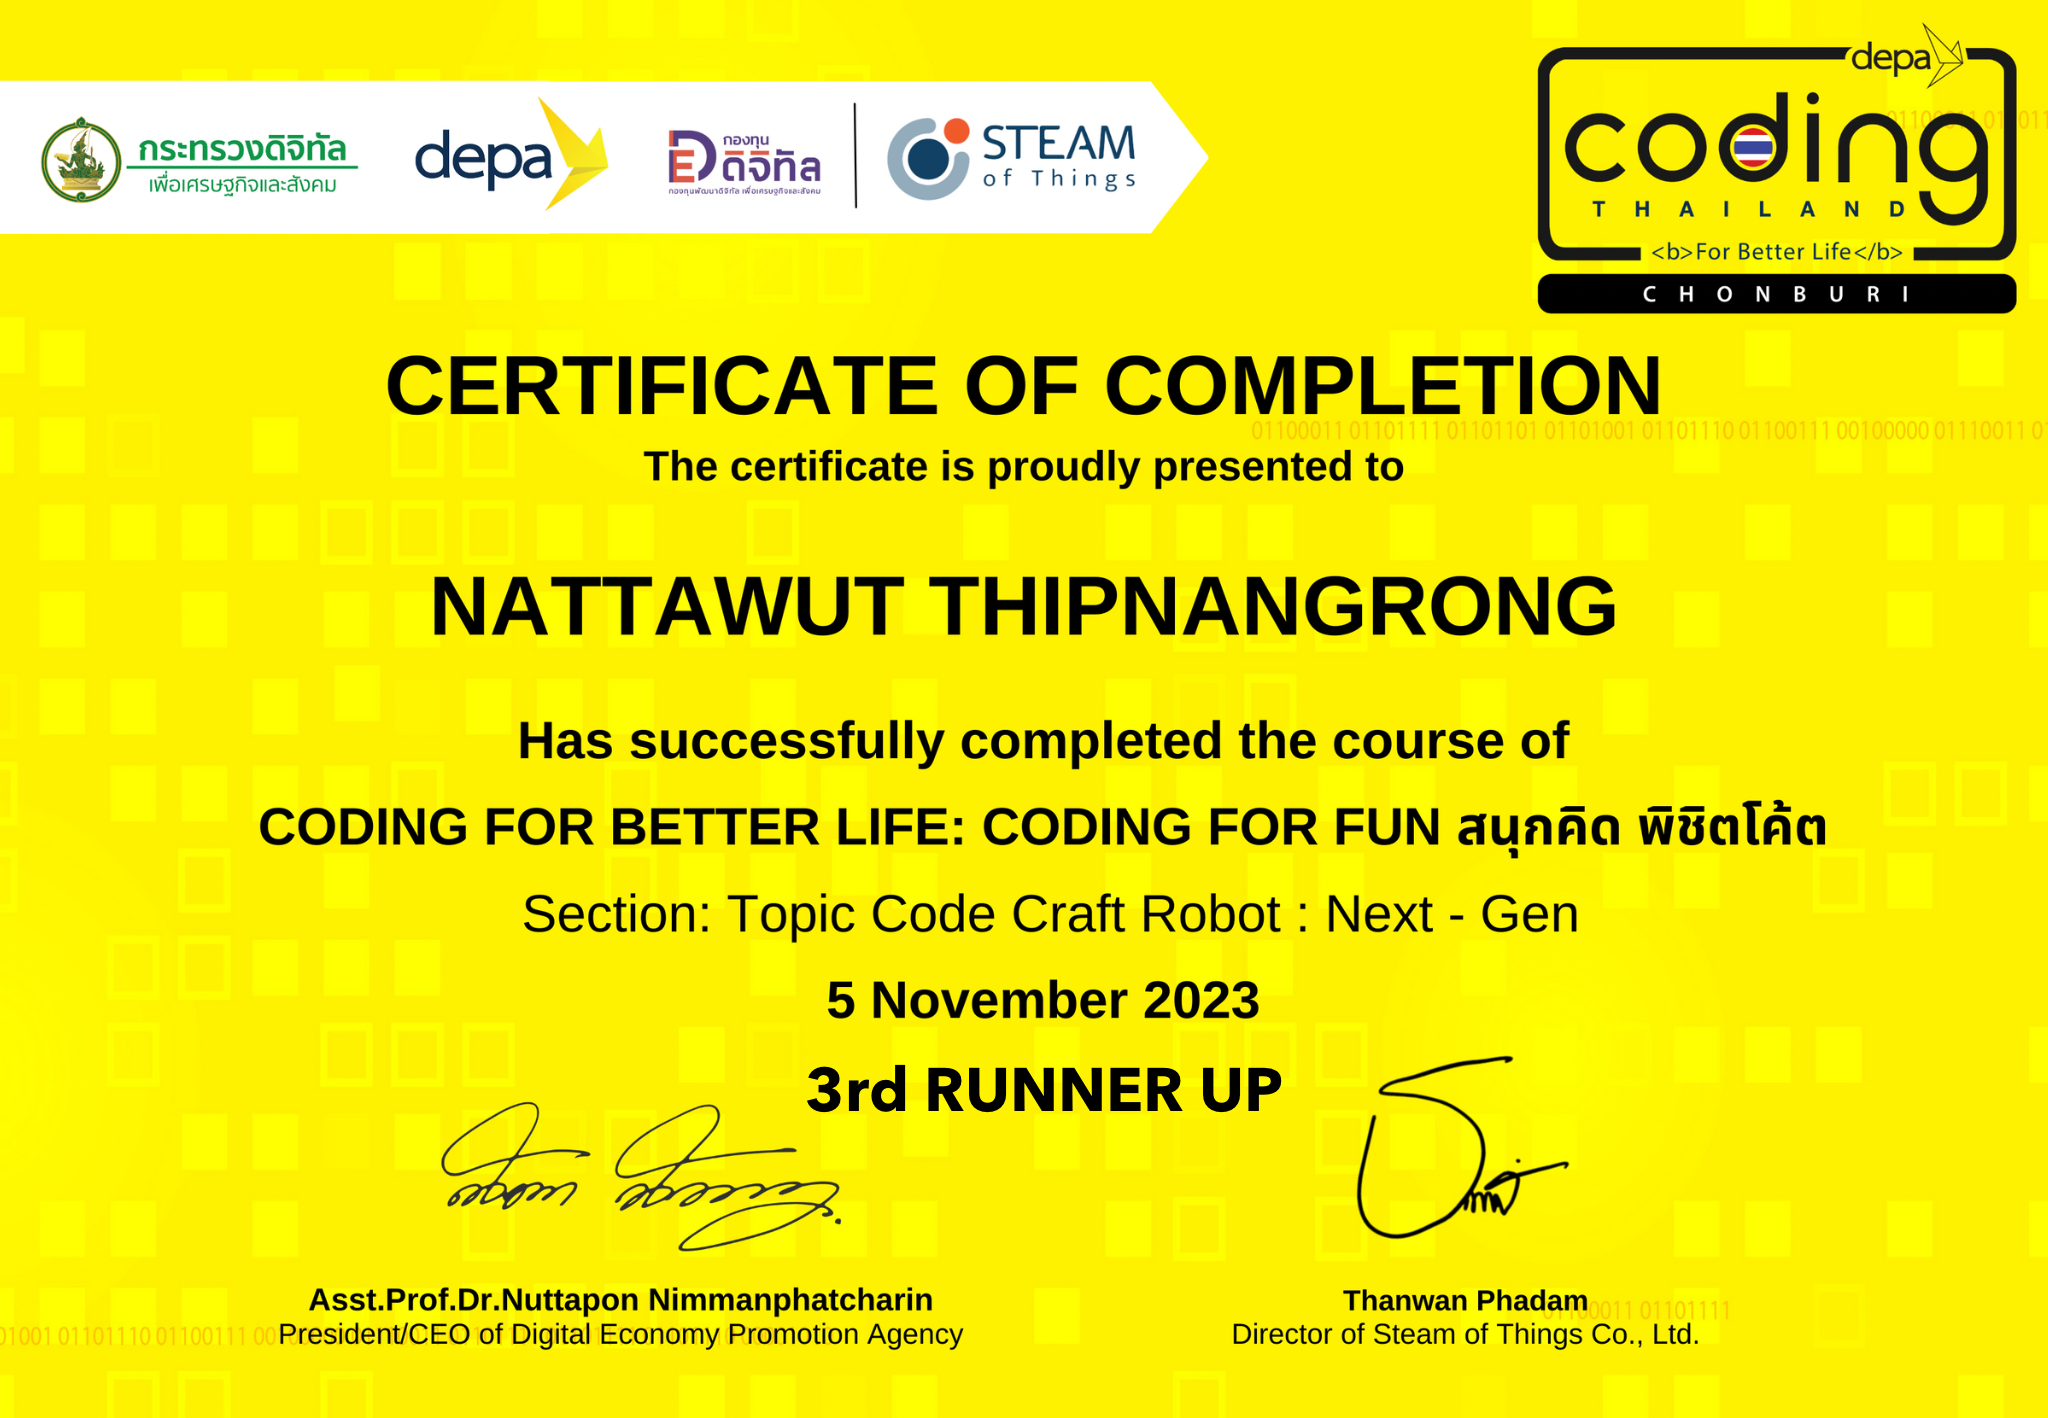 กระทรวงดิจิทัล
เพื่อเศรษฐกิจและสังคม
depa
กองทุน
DE ดิจิทัล
กองทุนพัฒนาดิจิทัล เพื่อเศรษฐกิจและสังคม
STEAM
of Things
depa
coding
THAILAND
<b>For Better Life</b>
CHONBURI
CERTIFICATE OF COMPLETION
01100011 01101111 01101101 01101001 01101110 01100111 00100000 01110011 0
The certificate is proudly presented to
NATTAWUT THIPNANGRONG
Has successfully completed the course of
CODING FOR BETTER LIFE: CODING FOR FUN สนุกคิด พิชิตโค้ต
Section: Topic Code Craft Robot : Next - Gen
5 November 2023
3rd RUNNER UP
Asst.Prof.Dr.Nuttapon Nimmanphatcharin
President/CEO of Digital Economy Promotion Agency
Thanwan Phadam
Director of Steam of Things Co., Ltd.